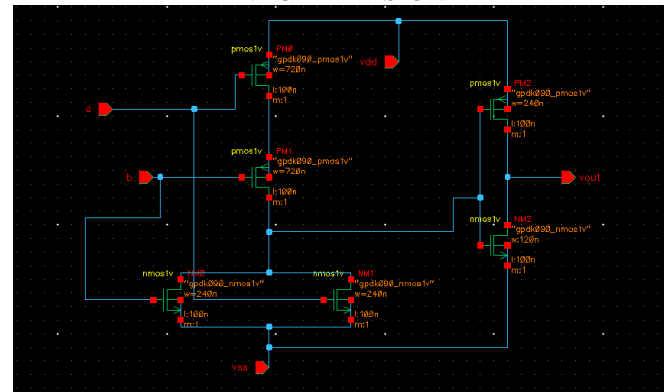 pmos1v
PM0
"gpdk090_pmos1v"
w=720n
l:100n
m:1
vdd
a
pmos1v
PM2
"gpdk090_pmos1v"
w=240n
l:100n
m:1
pmos1v
PM1
"gpdk090_pmos1v"
w=720n
l:100n
m:1
b
vout
nmos1v
NM2
"gpdk090_nmos1v"
w:120n
l:100n
m:1
nmos1v
NM0
"gpdk090_nmos1v"
w=240n
l:100n
m:1
nmos1v
NM1
"gpdk090_nmos1v"
w=240n
l:100n
m:1
vss